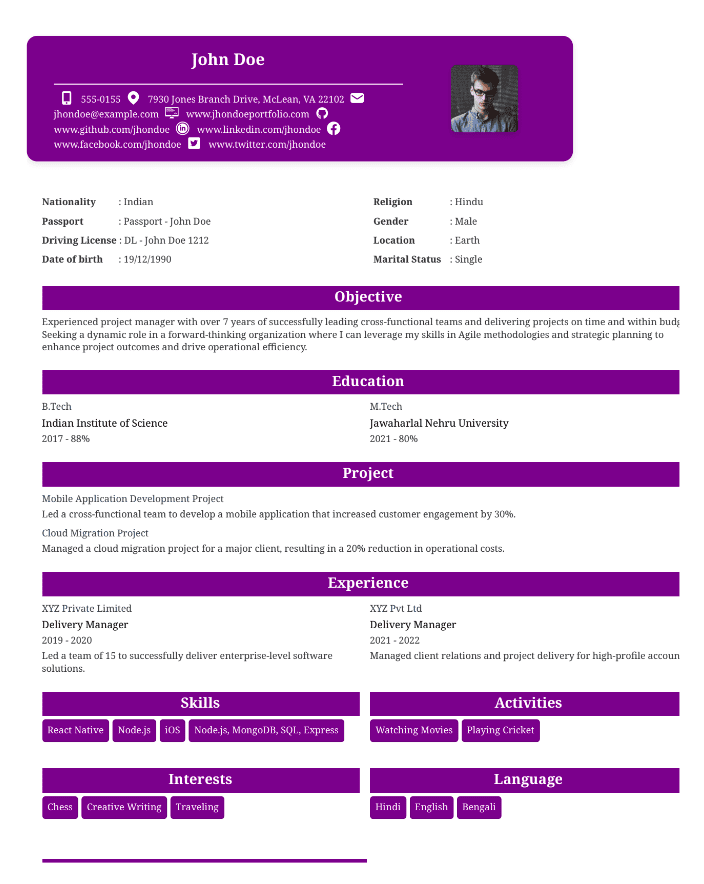 John Doe
555-0155 7930 Jones Branch Drive, McLean, VA 22102
jhondoe@example.com www.jhondoeportfolio.com
www.github.com/jhondoe www.linkedin.com/jhondoe
www.facebook.com/jhondoe www.twitter.com/jhondoe
Nationality : Indian
Religion : Hindu
Passport : Passport - John Doe
Gender : Male
Driving License : DL - John Doe 1212
Location : Earth
Date of birth : 19/12/1990
Marital Status : Single
Objective
Experienced project manager with over 7 years of successfully leading cross-functional teams and delivering projects on time and within
Seeking a dynamic role in a forward-thinking organization where I can leverage my skills in Agile methodologies and strategic planning to
enhance project outcomes and drive operational efficiency.
Education
B.Tech
Indian Institute of Science
2017 - 88%
M.Tech
Jawaharlal Nehru University
2021 - 80%
Project
Mobile Application Development Project
Led a cross-functional team to develop a mobile application that increased customer engagement by 30%.
Cloud Migration Project
Managed a cloud migration project for a major client, resulting in a 20% reduction in operational costs.
Experience
XYZ Private Limited
Delivery Manager
2019 - 2020
Led a team of 15 to successfully deliver enterprise-level software
solutions.
XYZ Pvt Ltd
Delivery Manager
2021 - 2022
Managed client relations and project delivery for high-profile accoun
Skills
React Native Node.js iOS Node.js, MongoDB, SQL, Express
Activities
Watching Movies Playing Cricket
Interests
Chess Creative Writing Traveling
Language
Hindi English Bengali